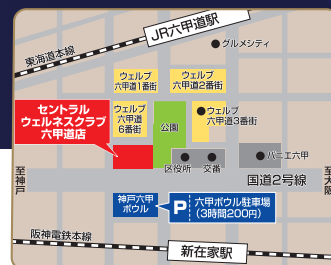 JR六甲道駅
グルメシティ
東海道本線
ウェルブ
六甲道1番街
ウェルブ
六甲道2番街
セントラル
ウェルネスクラブ
六甲道店
ウェルブ
六甲道
6番街
公園
ウェルブ
六甲道3番街
区役所
交番
パニエ六甲
至神戸
国道2号線
至大阪
神戸六甲
ボウル
P
六甲ボウル駐車場
(3時間200円)
阪神電鉄本線
新在家駅